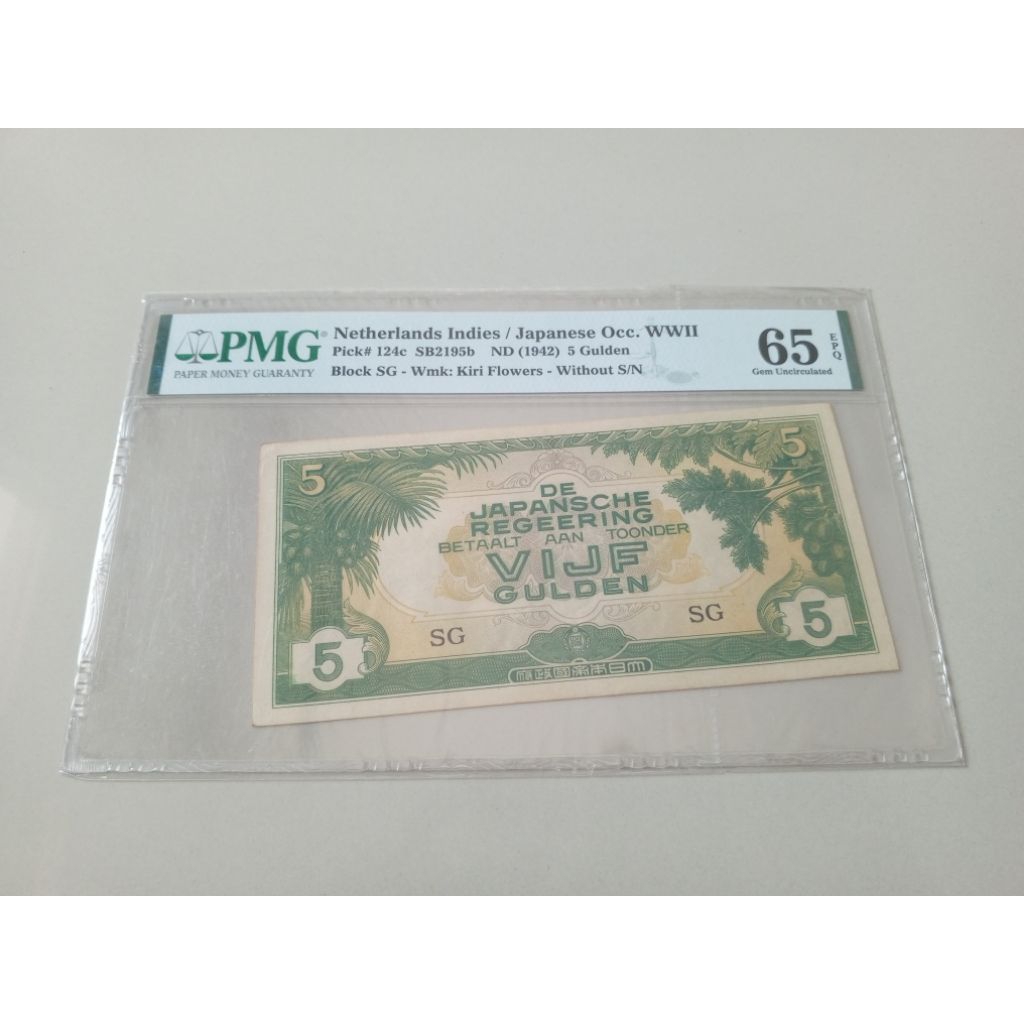 PMG
PAPER MONEY GUARANTY
Netherlands Indies / Japanese Occ. WWII
Pick# 124c SB2195b ND (1942) 5 Gulden
Block SG - Wmk: Kiri Flowers - Without S/N
65 EPQ
Gem Uncirculated
5 5
DE
JAPANSCHE
REGEERING
BETAALT AAN TOONDER
VIJF
GULDEN
SG SG
5 5
府政國帝本日大